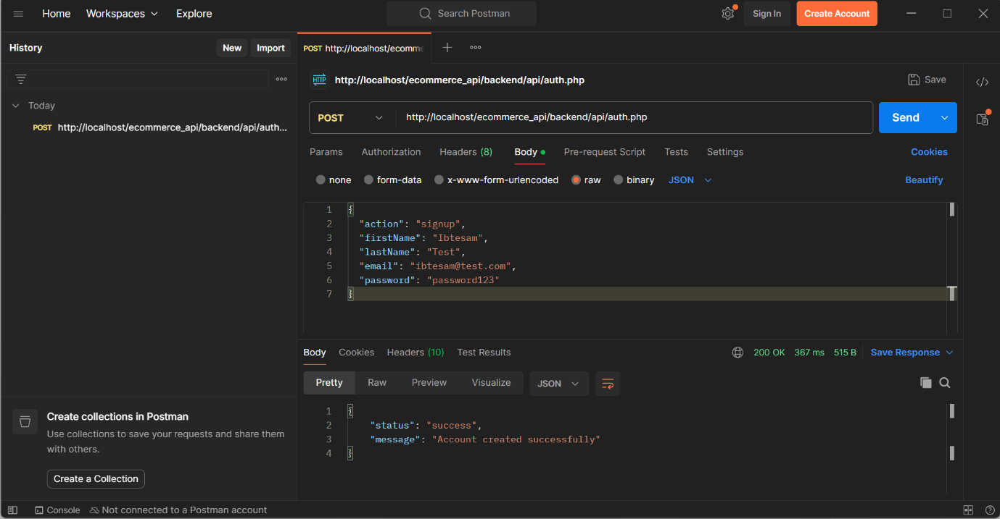 Home Workspaces Explore Search Postman Sign In Create Account
History New Import
POST http://localhost/ecomme
Today
POST http://localhost/ecommerce_api/backend/api/auth...
HTTP http://localhost/ecommerce_api/backend/api/auth.php Save
POST http://localhost/ecommerce_api/backend/api/auth.php Send
Params Authorization Headers (8) Body Pre-request Script Tests Settings Cookies
none form-data x-www-form-urlencoded raw binary JSON Beautify
1 {
2 "action": "signup",
3 "firstName": "Ibtesam",
4 "lastName": "Test",
5 "email": "ibtesam@test.com",
6 "password": "password123"
7 }
Body Cookies Headers (10) Test Results 200 OK 367 ms 515 B Save Response
Pretty Raw Preview Visualize JSON
1 {
2 "status": "success",
3 "message": "Account created successfully"
4 }
Create collections in Postman
Use collections to save your requests and share them
with others.
Create a Collection
Console Not connected to a Postman account